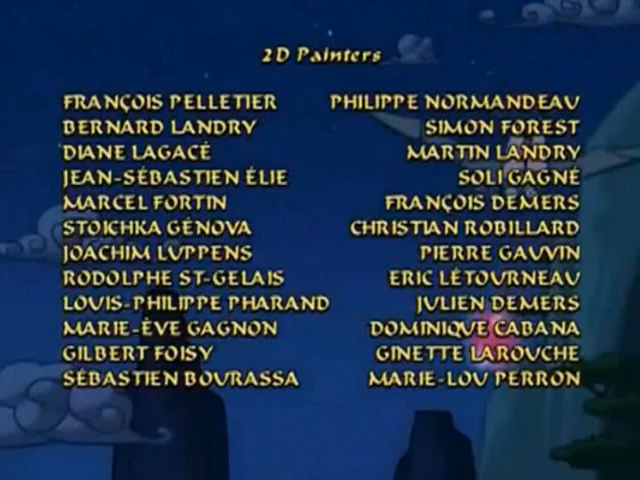 2D Painters
FRANÇOIS PELLETIER PHILIPPE NORMANDEAU
BERNARD LANDRY SIMON FOREST
DIANE LAGACÉ MARTIN LANDRY
JEAN-SÉBASTIEN ÉLIE SOLI GAGNÉ
MARCEL FORTIN FRANÇOIS DEMERS
STOICHKA GÉNOVA CHRISTIAN ROBILLARD
JOACHIM LUPPENS PIERRE GAUVIN
RODOLPHE ST-GELAIS ERIC LÉTOURNEAU
LOUIS-PHILIPPE PHARAND JULIEN DEMERS
MARIE-ÈVE GAGNON DOMINIQUE CABANA
GILBERT FOISY GINETTE LAROUCHE
SÉBASTIEN BOURASSA MARIE-LOU PERRON